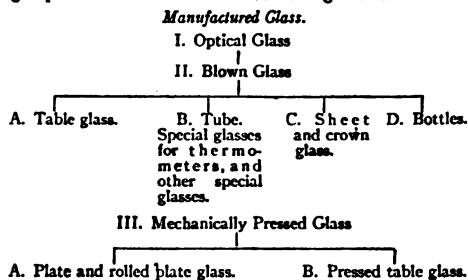 Manufactured Glass.
I. Optical Glass
II. Blown Glass
A. Table glass.
B. Tube.
Special glasses
for thermo-
meters, and
other special
glasses.
C. Sheet
and crown
glass.
D. Bottles.
III. Mechanically Pressed Glass
A. Plate and rolled plate glass.
B. Pressed table glass.